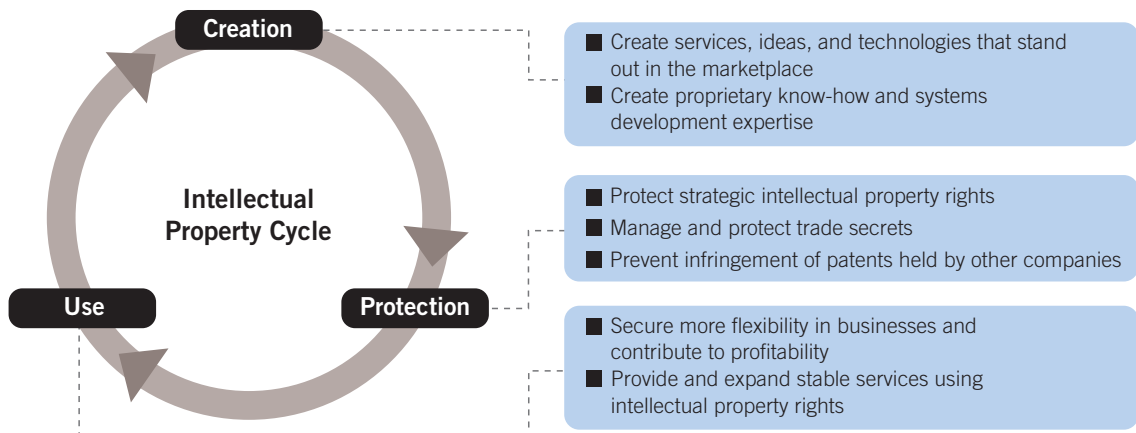 Creation
■ Create services, ideas, and technologies that stand
out in the marketplace
■ Create proprietary know-how and systems
development expertise
Intellectual
Property Cycle
■ Protect strategic intellectual property rights
■ Manage and protect trade secrets
■ Prevent infringement of patents held by other companies
Use
Protection
■ Secure more flexibility in businesses and
contribute to profitability
■ Provide and expand stable services using
intellectual property rights